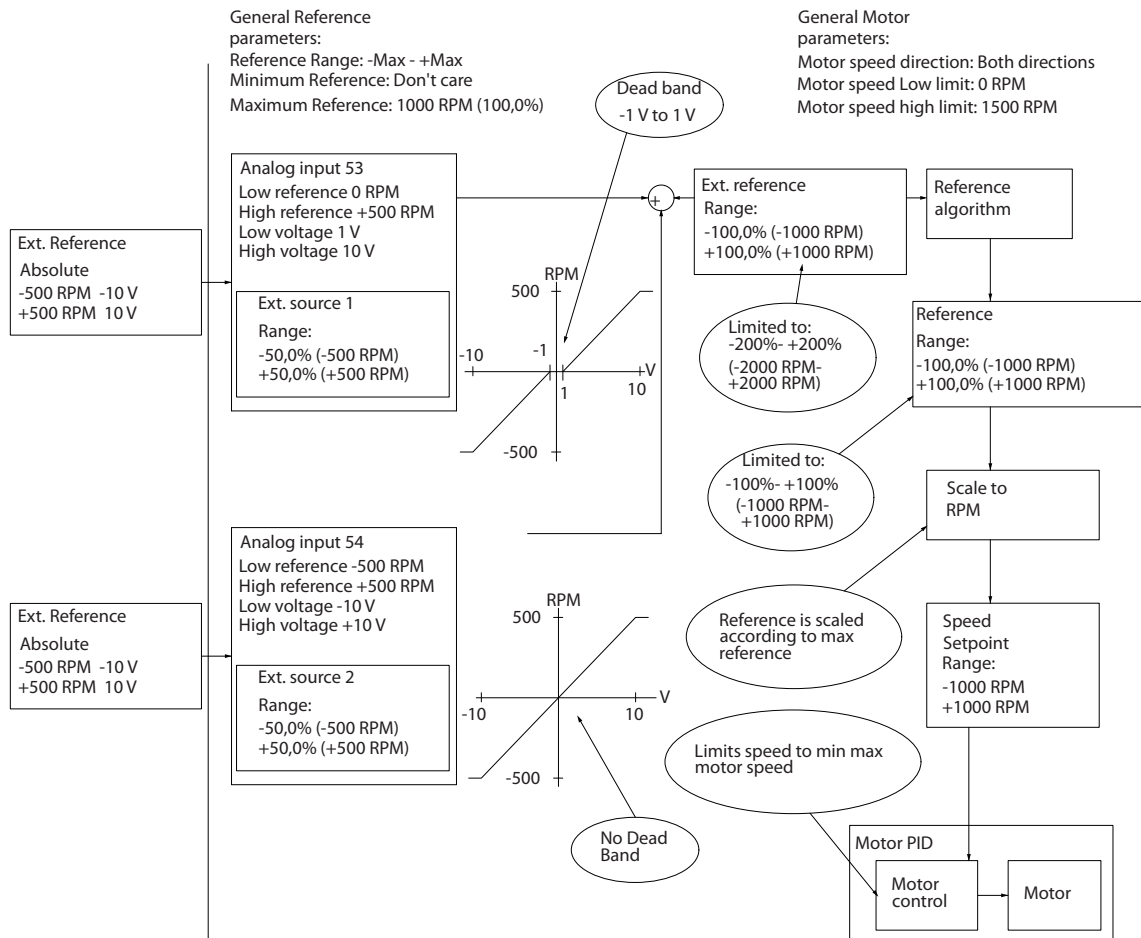 General Reference
parameters:
Reference Range: -Max - +Max
Minimum Reference: Don't care
Maximum Reference: 1000 RPM (100,0%)
General Motor
parameters:
Motor speed direction: Both directions
Motor speed Low limit: 0 RPM
Motor speed high limit: 1500 RPM
Dead band
-1 V to 1 V
Ext. Reference
Absolute
-500 RPM -10 V
+500 RPM 10 V
Analog input 53
Low reference 0 RPM
High reference +500 RPM
Low voltage 1 V
High voltage 10 V
Ext. source 1
Range:
-50,0% (-500 RPM)
+50,0% (+500 RPM)
RPM
500
-10
-1
V
1
10
-500
+
Ext. reference
Range:
-100,0% (-1000 RPM)
+100,0% (+1000 RPM)
Reference
algorithm
Limited to:
-200%- +200%
(-2000 RPM-
+2000 RPM)
Reference
Range:
-100,0% (-1000 RPM)
+100,0% (+1000 RPM)
Limited to:
-100%- +100%
(-1000 RPM-
+1000 RPM)
Scale to
RPM
Ext. Reference
Absolute
-500 RPM -10 V
+500 RPM 10 V
Analog input 54
Low reference -500 RPM
High reference +500 RPM
Low voltage -10 V
High voltage +10 V
Ext. source 2
Range:
-50,0% (-500 RPM)
+50,0% (+500 RPM)
RPM
500
V
-10
10
-500
No Dead
Band
Reference is scaled
according to max
reference
Speed
Setpoint
Range:
-1000 RPM
+1000 RPM
Limits speed to min max
motor speed
Motor PID
Motor
control
Motor